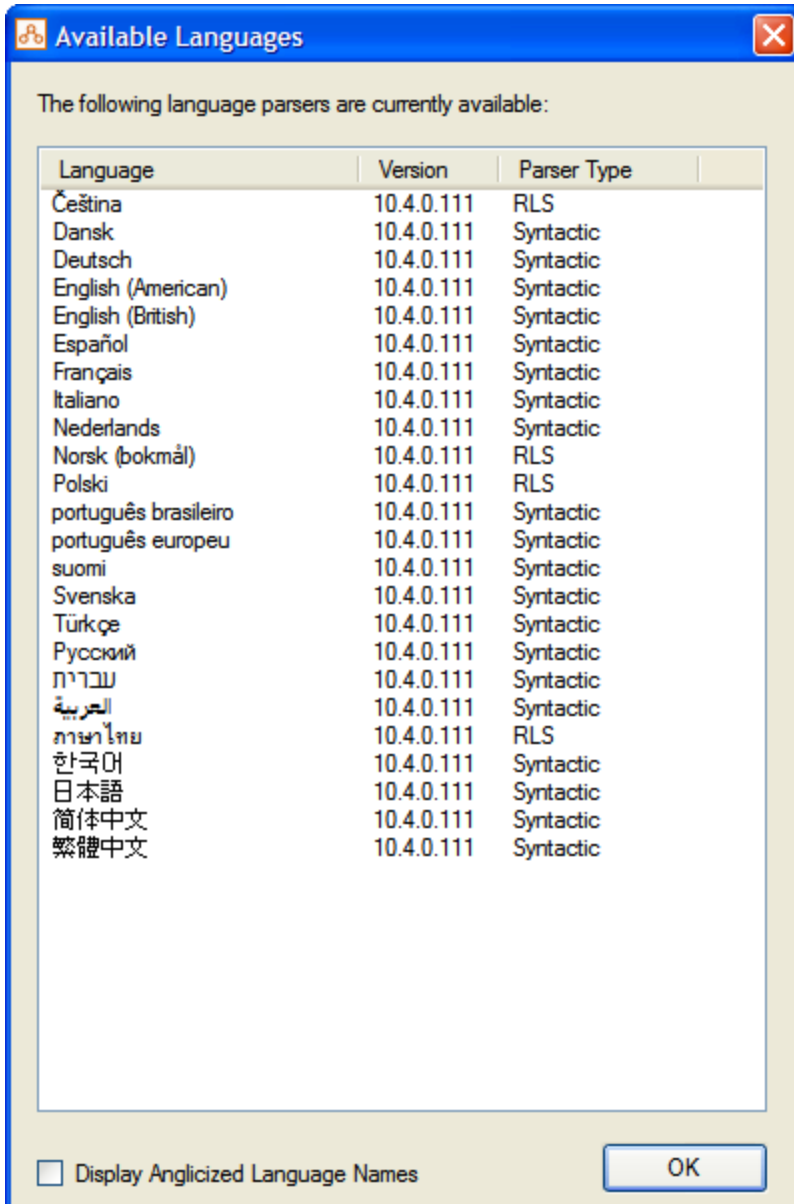 Available Languages
The following language parsers are currently available:
Language Version Parser Type
Čeština 10.4.0.111 RLS
Dansk 10.4.0.111 Syntactic
Deutsch 10.4.0.111 Syntactic
English (American) 10.4.0.111 Syntactic
English (British) 10.4.0.111 Syntactic
Español 10.4.0.111 Syntactic
Français 10.4.0.111 Syntactic
Italiano 10.4.0.111 Syntactic
Nederlands 10.4.0.111 Syntactic
Norsk (bokmål) 10.4.0.111 RLS
Polski 10.4.0.111 RLS
português brasileiro 10.4.0.111 Syntactic
português europeu 10.4.0.111 Syntactic
suomi 10.4.0.111 Syntactic
Svenska 10.4.0.111 Syntactic
Türkçe 10.4.0.111 Syntactic
Русский 10.4.0.111 Syntactic
עברית 10.4.0.111 Syntactic
العربية 10.4.0.111 Syntactic
ภาษาไทย 10.4.0.111 RLS
한국어 10.4.0.111 Syntactic
日本語 10.4.0.111 Syntactic
简体中文 10.4.0.111 Syntactic
繁體中文 10.4.0.111 Syntactic
Display Anglicized Language Names OK